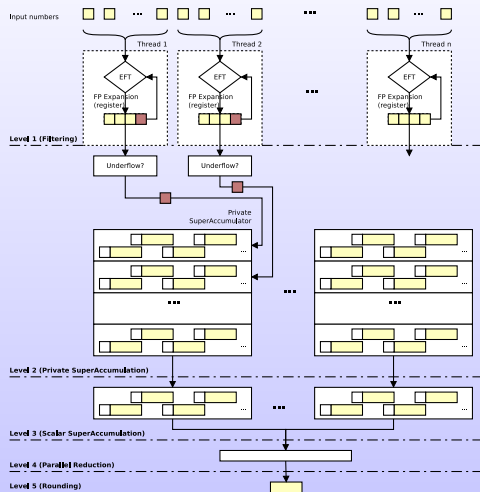 Input numbers
...
...
...
Thread 1
Thread 2
Thread n
EFT
EFT
EFT
...
FP Expansion
(register)
FP Expansion
(register)
FP Expansion
(register)
Level 1 (Filtering)
Underflow?
Underflow?
Private
SuperAccumulator
...
...
...
...
...
...
...
...
...
Level 2 (Private SuperAccumulation)
...
...
...
Level 3 (Scalar SuperAccumulation)
Level 4 (Parallel Reduction)
Level 5 (Rounding)